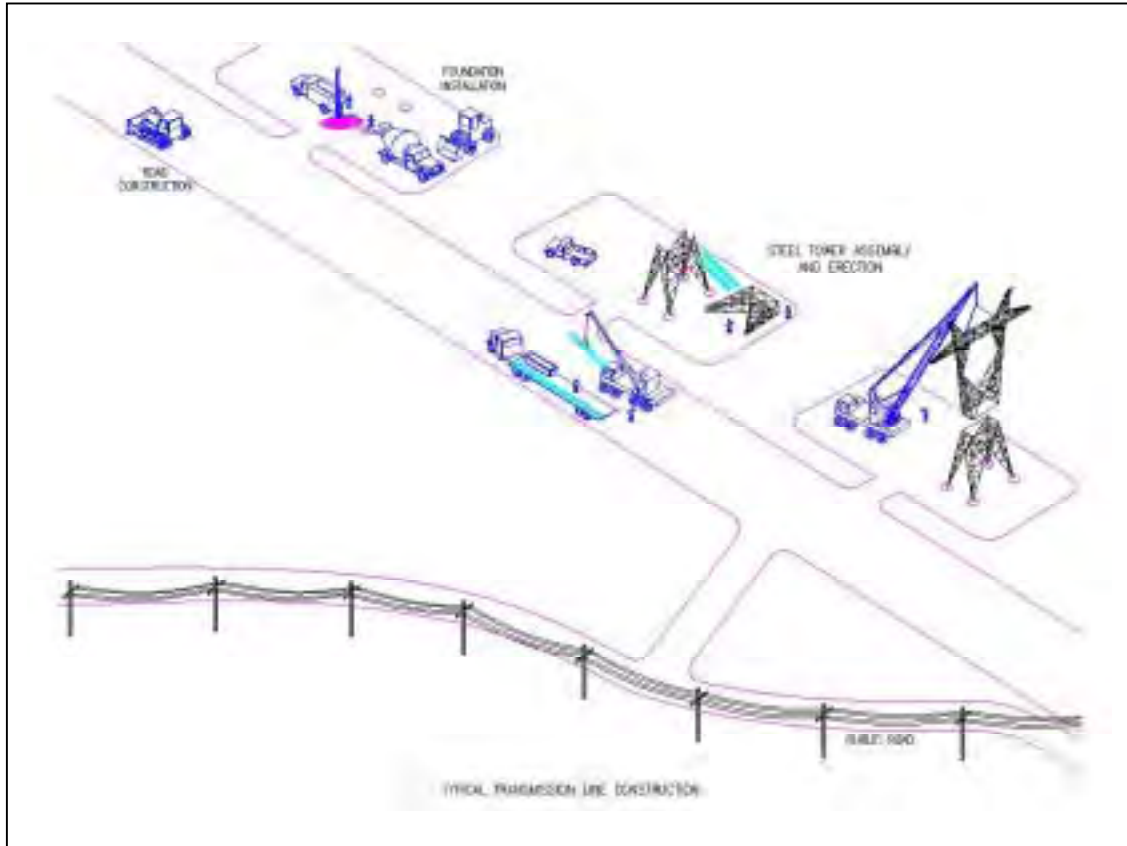 FOUNDATION
INSTALLATION
ROAD
CONSTRUCTION
STEEL TOWER ASSEMBLY
AND ERECTION
PUBLIC ROAD
TYPICAL TRANSMISSION LINE CONSTRUCTION